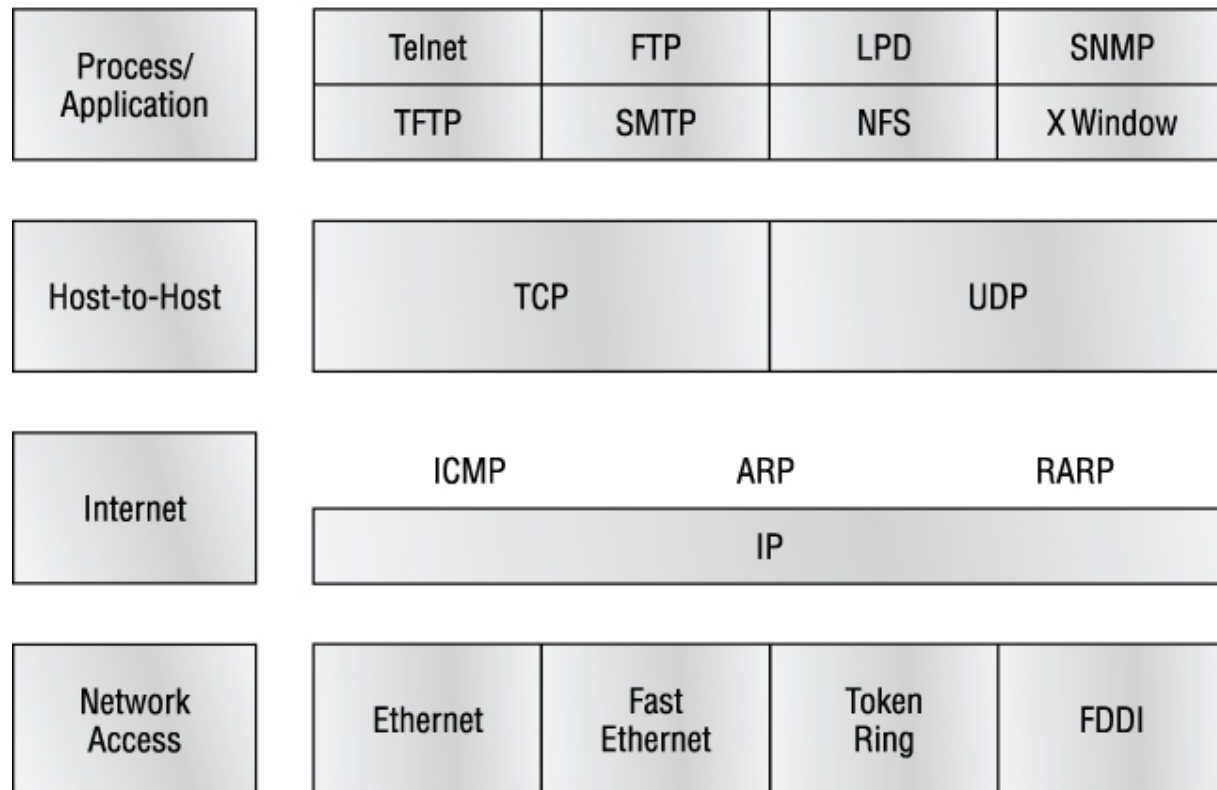 Process/
Application
Telnet
FTP
LPD
SNMP
TFTP
SMTP
NFS
X Window
Host-to-Host
TCP
UDP
Internet
ICMP
ARP
RARP
IP
Network
Access
Ethernet
Fast
Ethernet
Token
Ring
FDDI